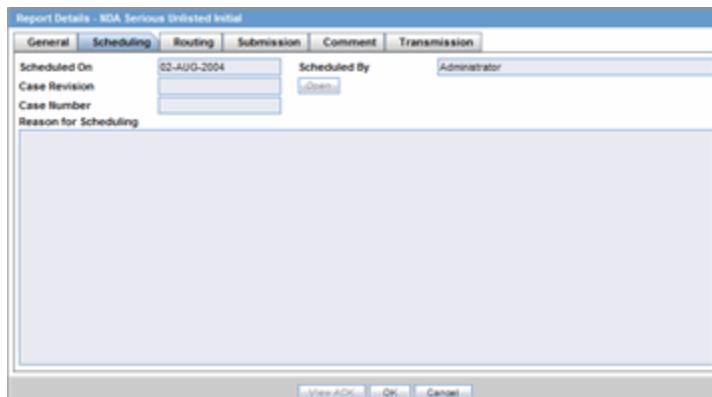 Report Details - NDA Serious Unlisted Initial
General Scheduling Routing Submission Comment Transmission
Scheduled On 02-AUG-2004 Scheduled By Administrator
Case Revision Open
Case Number
Reason for Scheduling
View ACK OK Cancel